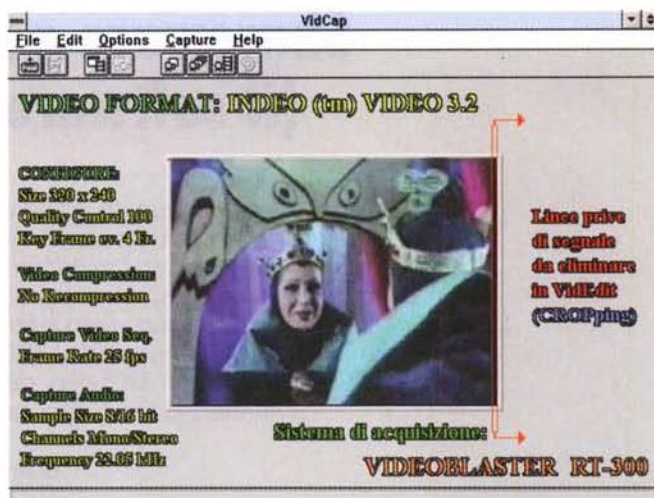 VidCap
File Edit Options Capture Help
VIDEO FORMAT: INDEO (tm) VIDEO 3.2
CONFIGURE:
Size 320 x 240
Quality Control 100
Key Frame ev. 4 Fr.
Video Compression:
No Recompression
Capture Video Seq.
Frame Rate 25 fps
Capture Audio:
Sample Size 8/16 bit
Channels Mono/Stereo
Frequency 22.05 kHz
Linee prive
di segnale
da eliminare
in VidEdit
(CROPping)
Sistema di acquisizione:
VIDEOBLASTER RT-300